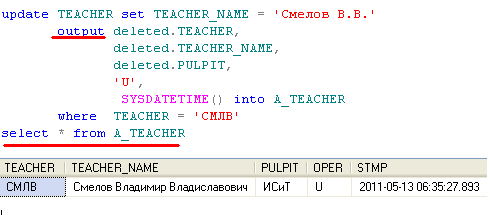 update TEACHER set TEACHER_NAME = 'Смелов В.В.'
output deleted.TEACHER,
deleted.TEACHER_NAME,
deleted.PULPIT,
'U',
SYSDATETIME() into A_TEACHER
where TEACHER = 'СМЛВ'
select * from A_TEACHER
TEACHER TEACHER_NAME PULPIT OPER STMP
СМЛВ Смелов Владимир Владиславович ИСиТ U 2011-05-13 06:35:27.893